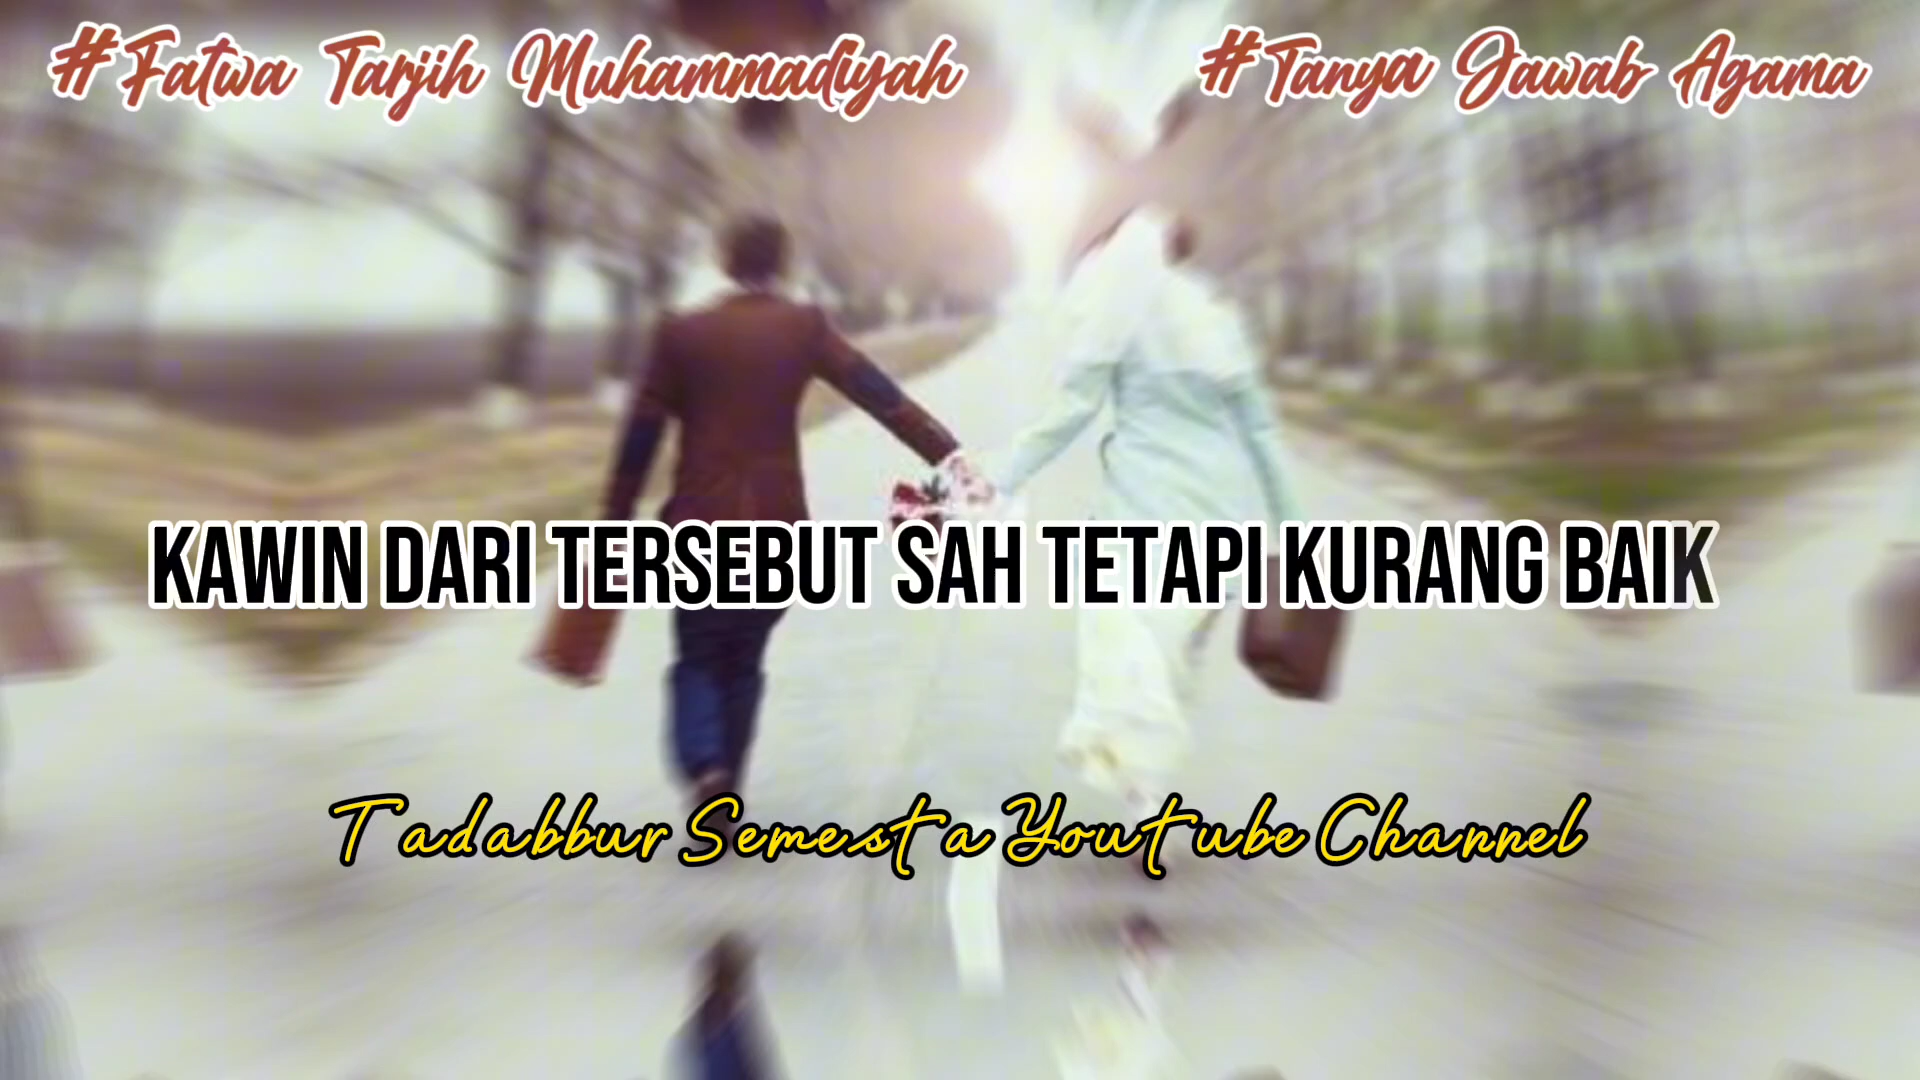 #Fatwa Tarjih Muhammadiyah
#Tanya Jawab Agama
KAWIN DARI TERSEBUT SAH TETAPI KURANG BAIK
Tadabbur Semesta Youtube Channel